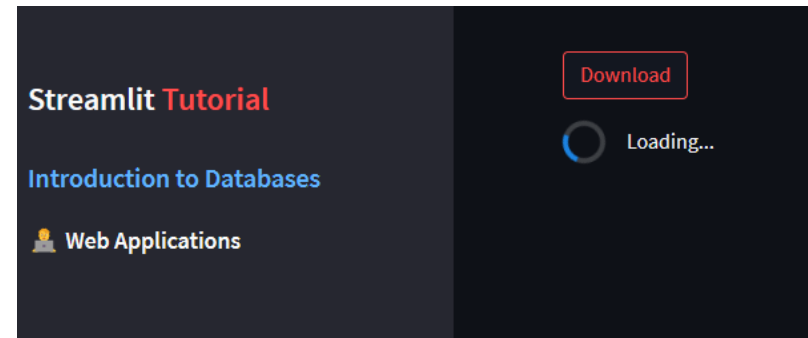 Streamlit Tutorial
Introduction to Databases
Web Applications
Download
Loading...